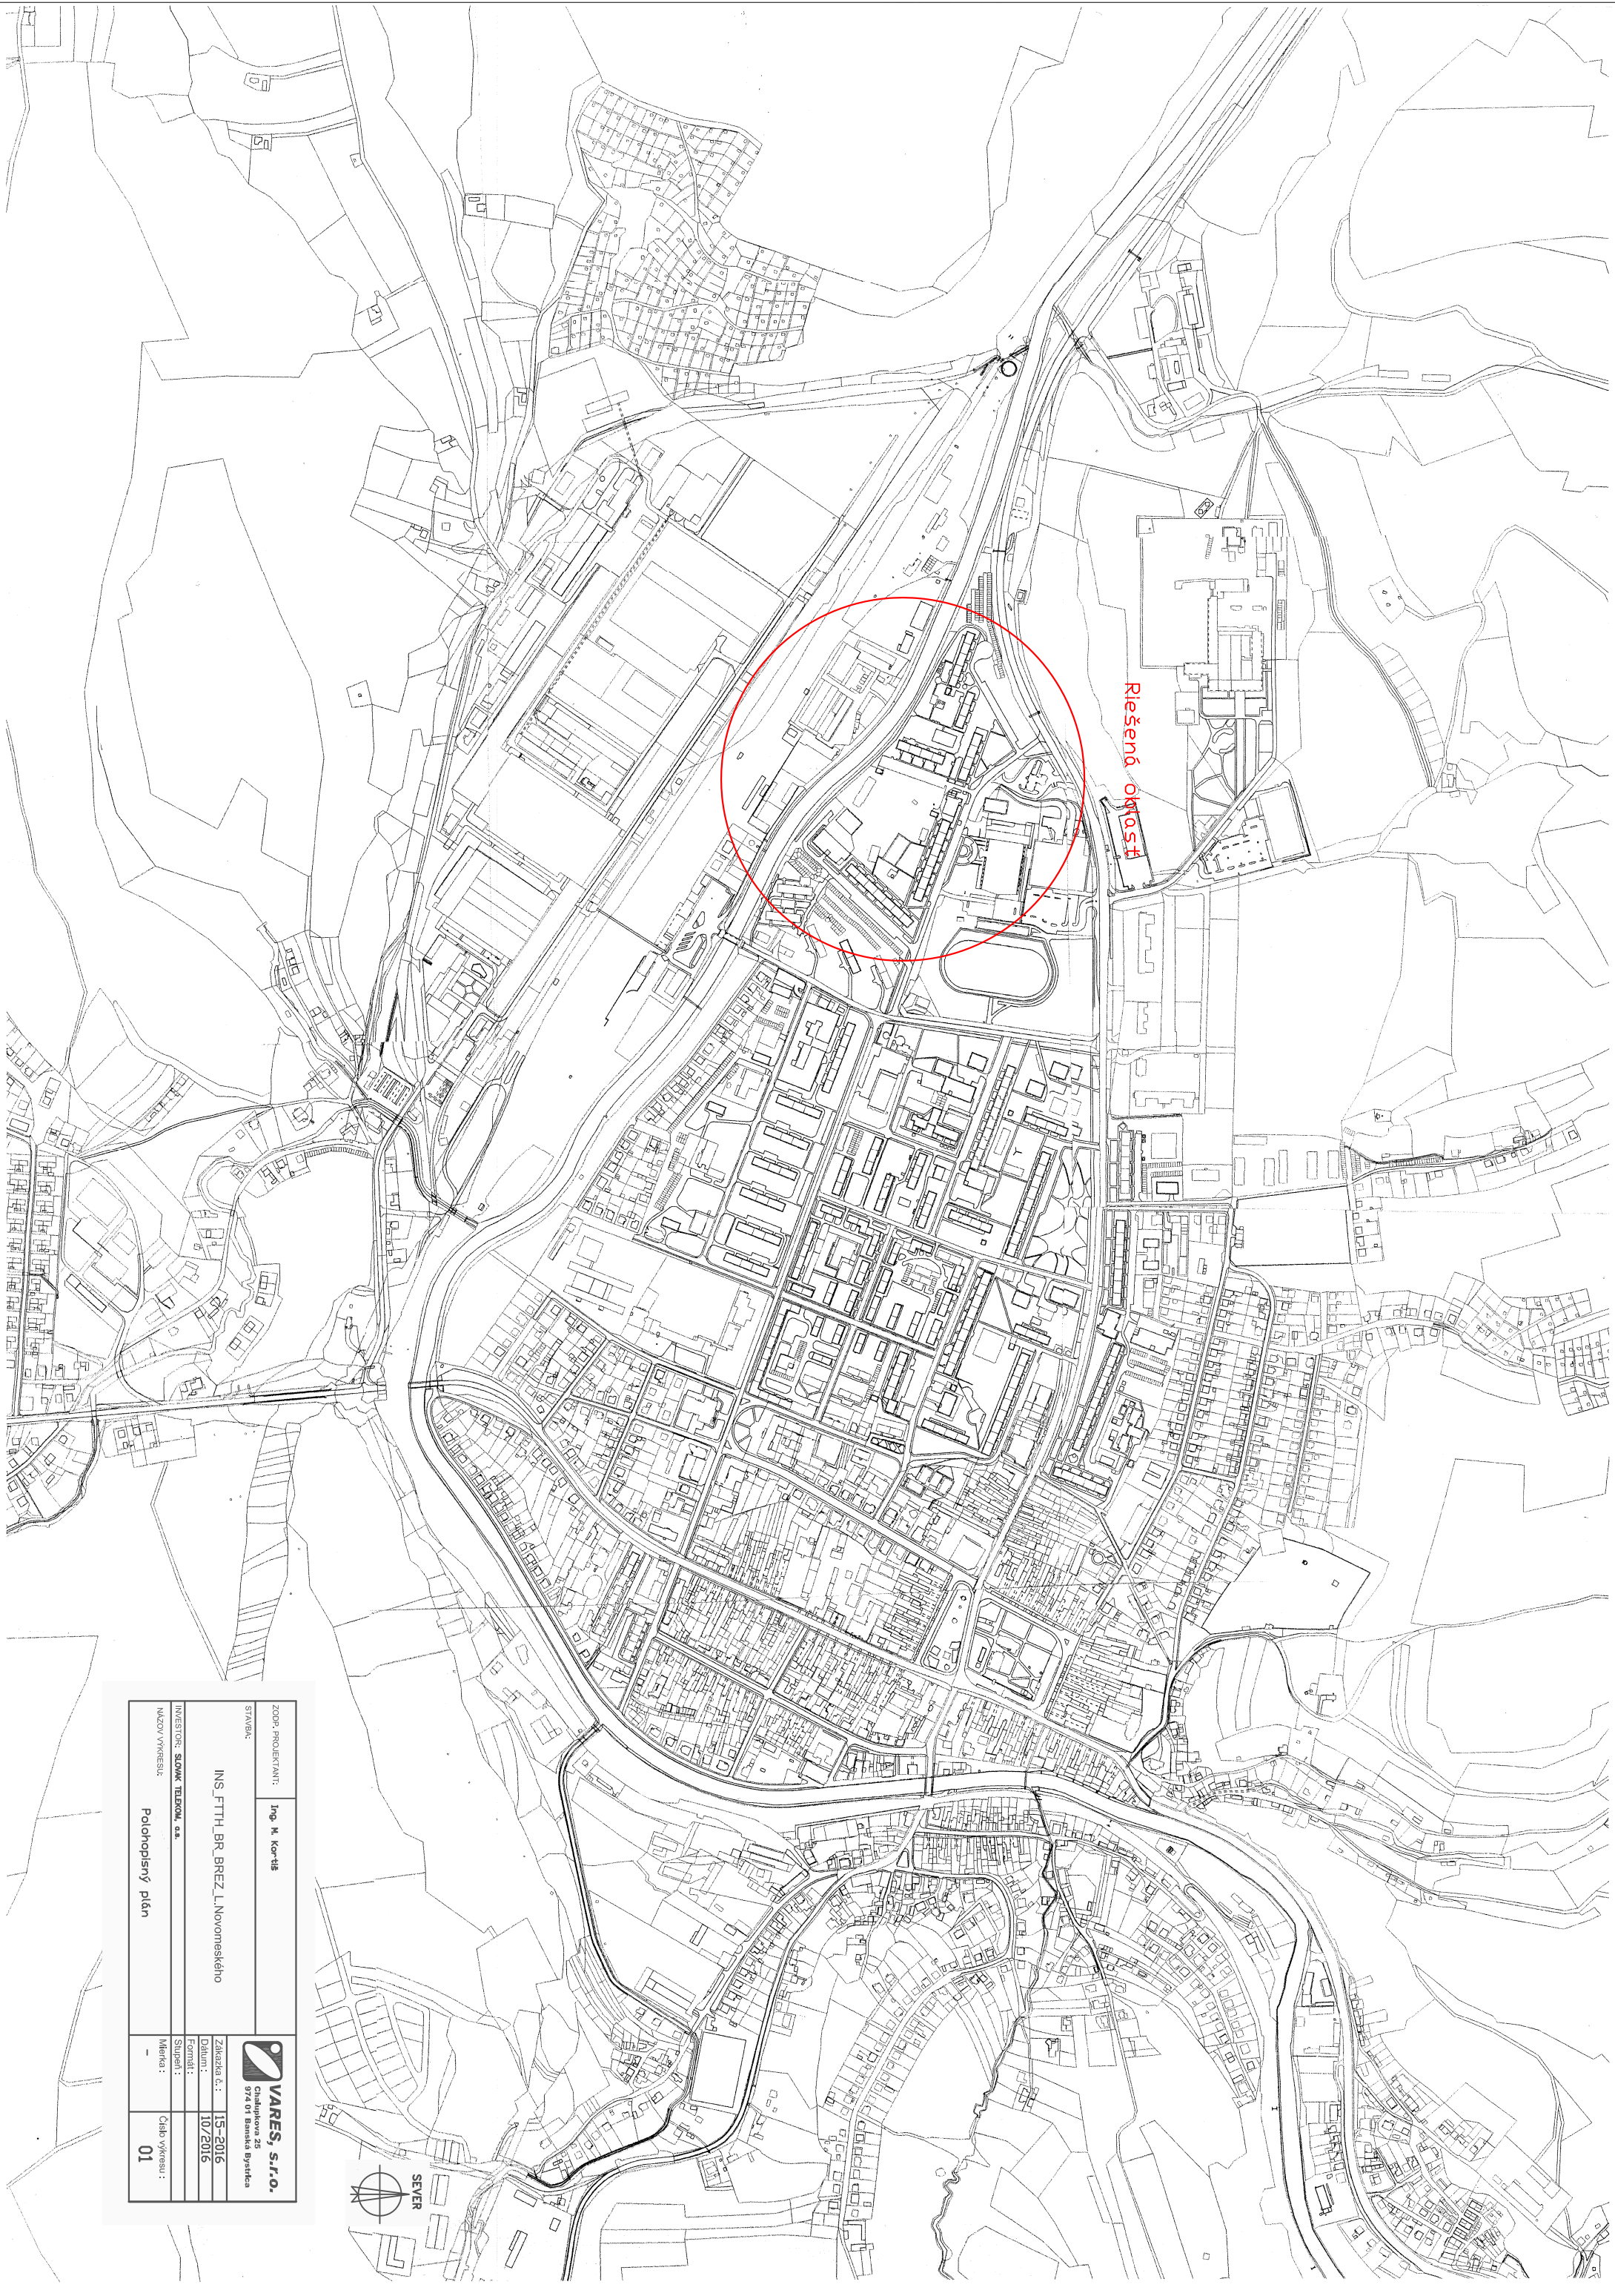 Riešená oblasť
ZODP. PROJEKTANT:
Ing. M. Kortiš
VARES, s.r.o.
Chalupkova 25
974 01 Banská Bystrica
STAVBA:
INS_FTTH_BR_BREZ_L.Novomeského
Zákazka č. :
15-2016
Dátum :
10/2016
Formát :
INVESTOR: SLOVAK TELEKOM, a.s.
Stupeň :
NÁZOV VÝKRESU:
Polohopisný plán
Mierka :
-
Číslo výkresu :
01
SEVER